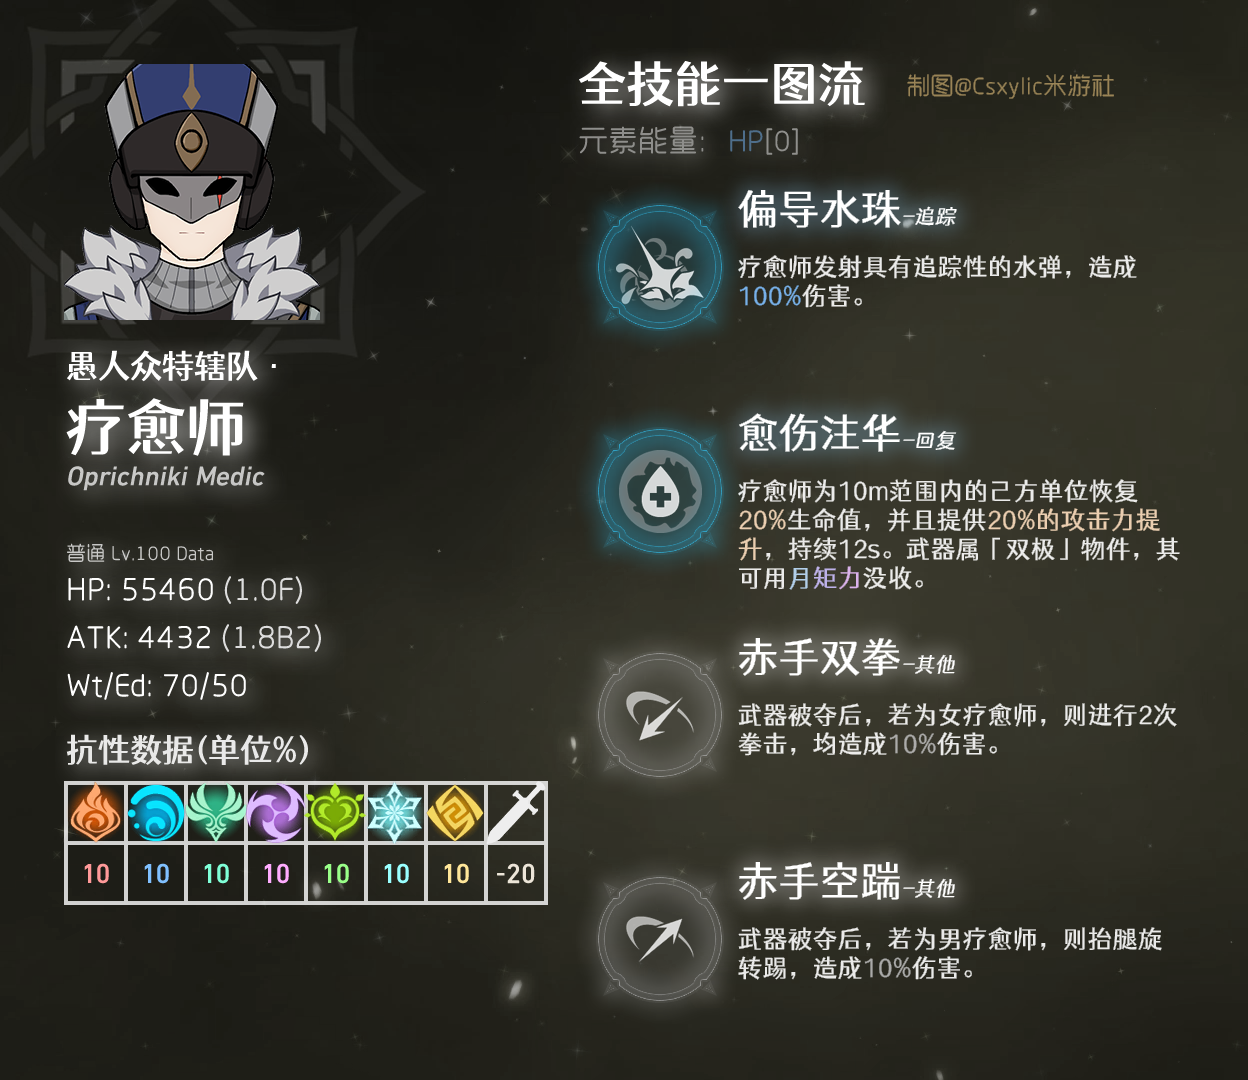 全技能一图流 制图@Csxylic米游社
元素能量： HP[0]
愚人众特辖队 ·
疗愈师
Oprichniki Medic
普通 Lv.100 Data
HP: 55460 (1.0F)
ATK: 4432 (1.8B2)
Wt/Ed: 70/50
抗性数据(单位%)
10 10 10 10 10 10 10 -20
偏导水珠–追踪
疗愈师发射具有追踪性的水弹，造成
100%伤害。
愈伤注华–回复
疗愈师为10m范围内的己方单位恢复
20%生命值，并且提供20%的攻击力提
升，持续12s。武器属「双极」物件，其
可用月矩力没收。
赤手双拳–其他
武器被夺后，若为女疗愈师，则进行2次
拳击，均造成10%伤害。
赤手空踹–其他
武器被夺后，若为男疗愈师，则抬腿旋
转踢，造成10%伤害。